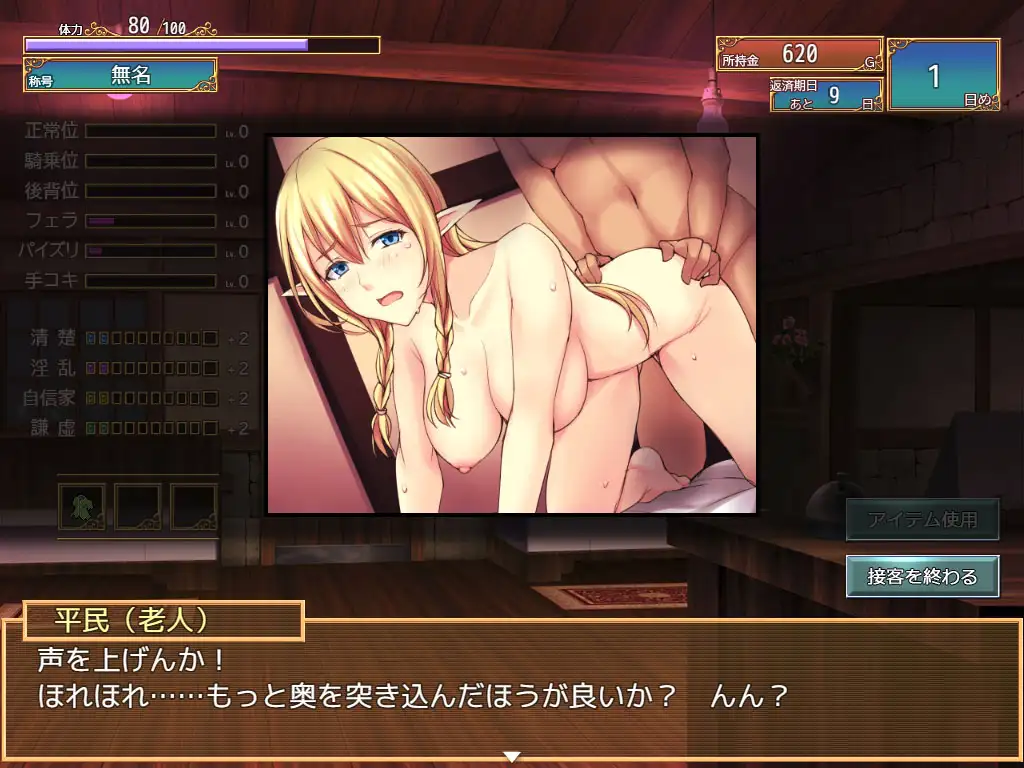 体力 80 /100
称号 無名
所持金 620 G
返済期日
あと 9 日
1 日め
正常位 Lv.0
騎乗位 Lv.0
後背位 Lv.0
フェラ Lv.0
パイズリ Lv.0
手コキ Lv.0
清楚 +2
淫乱 +2
自信家 +2
謙虚 +2
アイテム使用
接客を終わる
平民（老人）
声を上げんか！
ほれほれ……もっと奥を突き込んだほうが良いか？　んん？